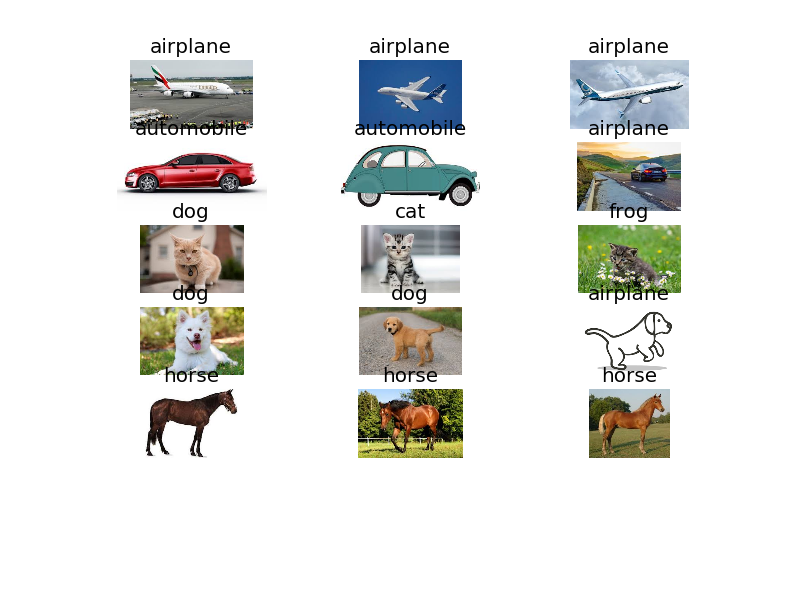 airplane airplane airplane
automobile automobile airplane
dog cat frog
dog dog airplane
horse horse horse